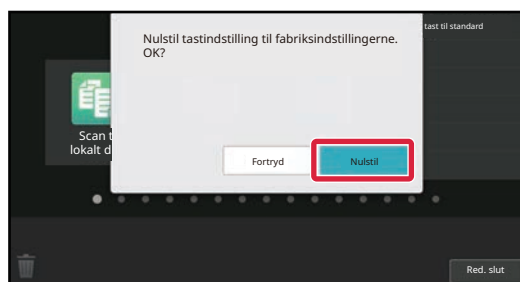 tast til standard
Nulstil tastindstilling til fabriksindstillingerne.
OK?
Scan t
lokalt d
Fortryd
Nulstil
Red. slut